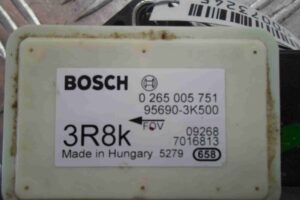 BOSCH
0 265 005 751
95690-3K500
FOV
3R8k
09268
7016813
Made in Hungary 5279 658